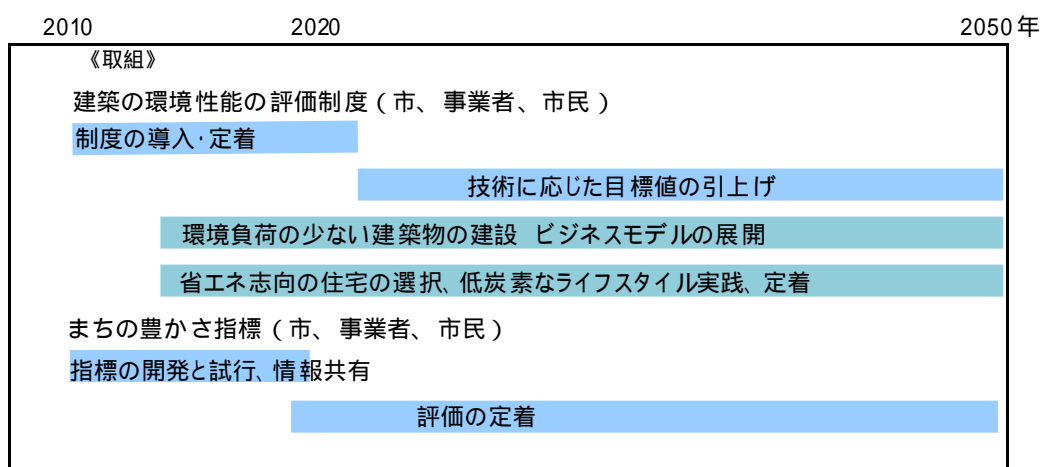 2010 2020 2050年
《取組》
建築の環境性能の評価制度（市、事業者、市民）
制度の導入・定着
技術に応じた目標値の引上げ
環境負荷の少ない建築物の建設 ビジネスモデルの展開
省エネ志向の住宅の選択、低炭素なライフスタイル実践、定着
まちの豊かさ指標（市、事業者、市民）
指標の開発と試行、情報共有
評価の定着